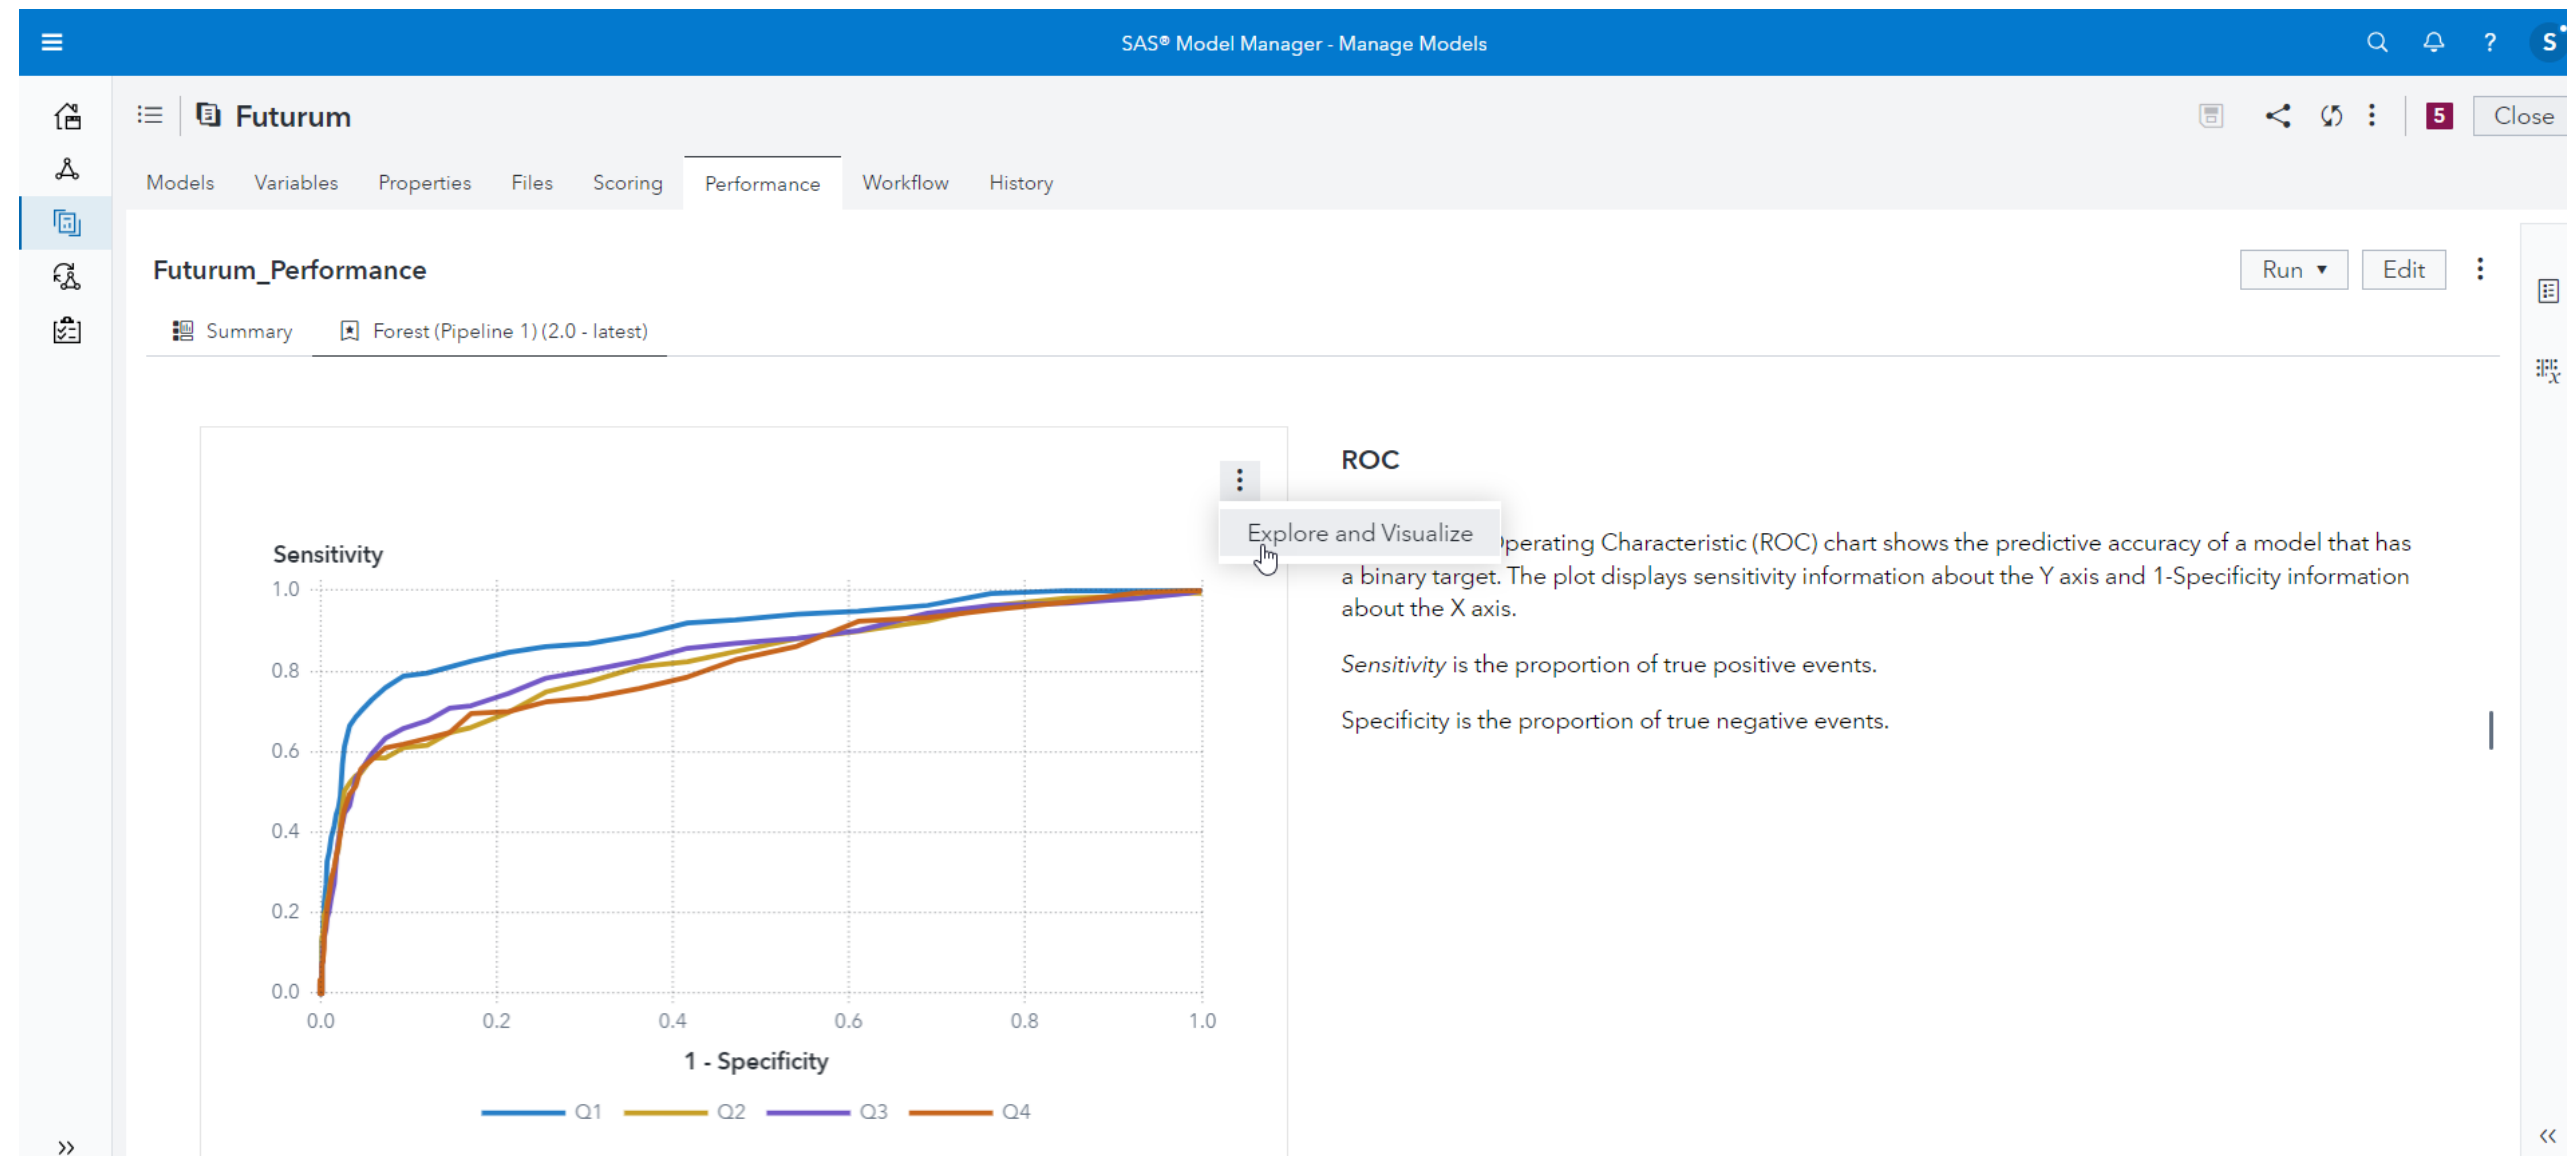 SAS® Model Manager - Manage Models
?
S
Futurum
5
Close
Models Variables Properties Files Scoring Performance Workflow History
Futurum_Performance
Run
Edit
Summary
Forest (Pipeline 1) (2.0 - latest)
ROC
Explore and Visualize
perating Characteristic (ROC) chart shows the predictive accuracy of a model that has
a binary target. The plot displays sensitivity information about the Y axis and 1-Specificity information
about the X axis.
Sensitivity is the proportion of true positive events.
Specificity is the proportion of true negative events.
Sensitivity
1.0
0.8
0.6
0.4
0.2
0.0
0.0 0.2 0.4 0.6 0.8 1.0
1 - Specificity
Q1 Q2 Q3 Q4